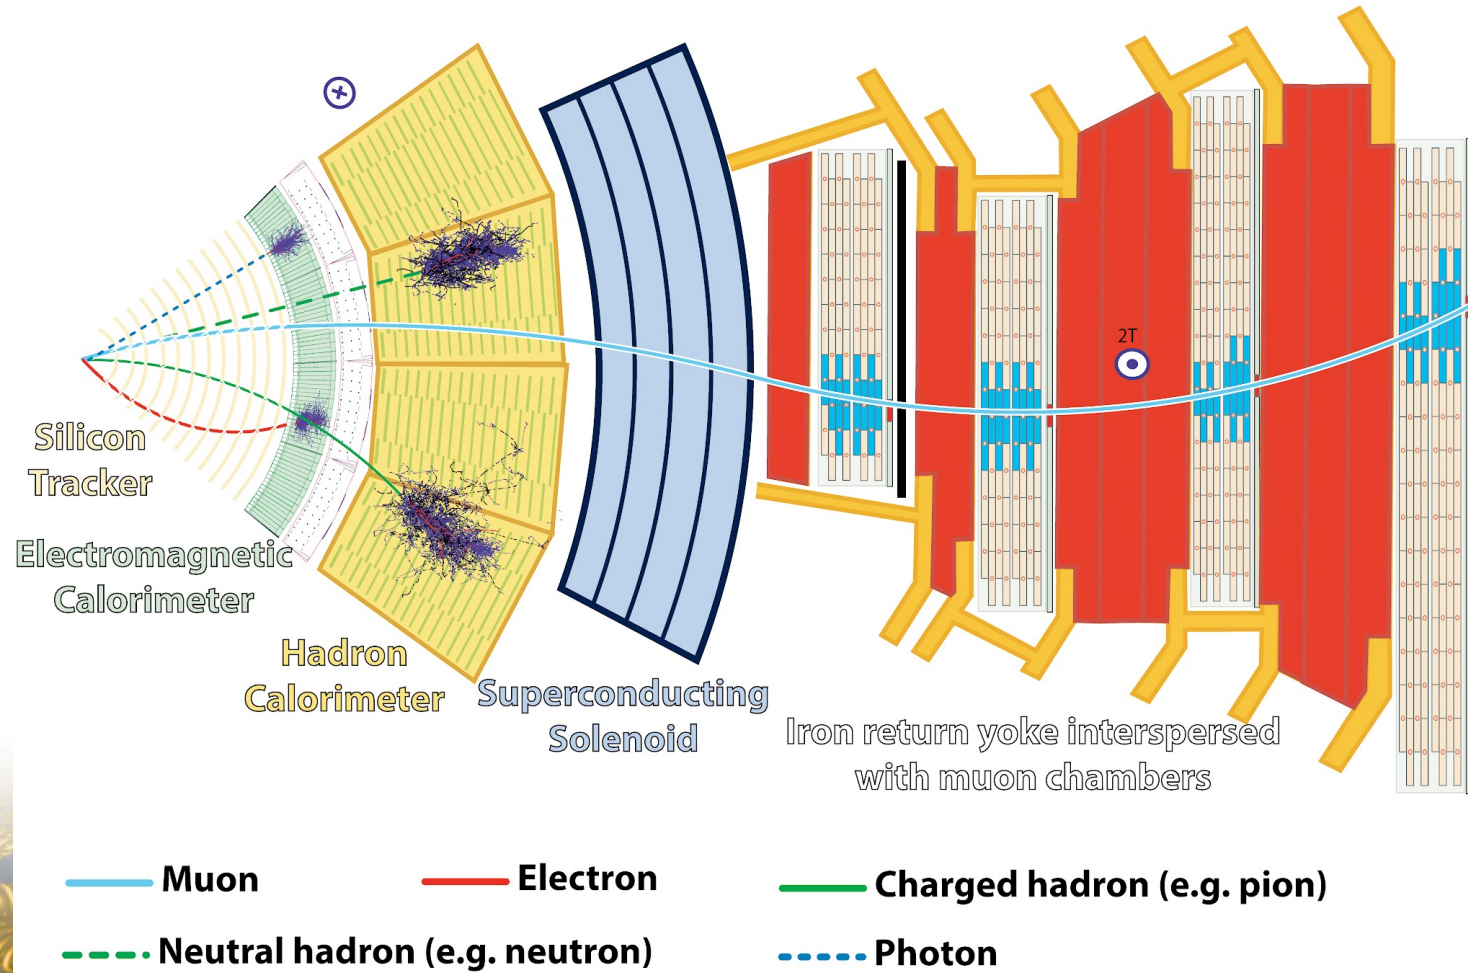 2T
Silicon
Tracker
Electromagnetic
Calorimeter
Hadron
Calorimeter
Superconducting
Solenoid
Iron return yoke interspersed
with muon chambers
Muon
Electron
Charged hadron (e.g. pion)
Neutral hadron (e.g. neutron)
Photon